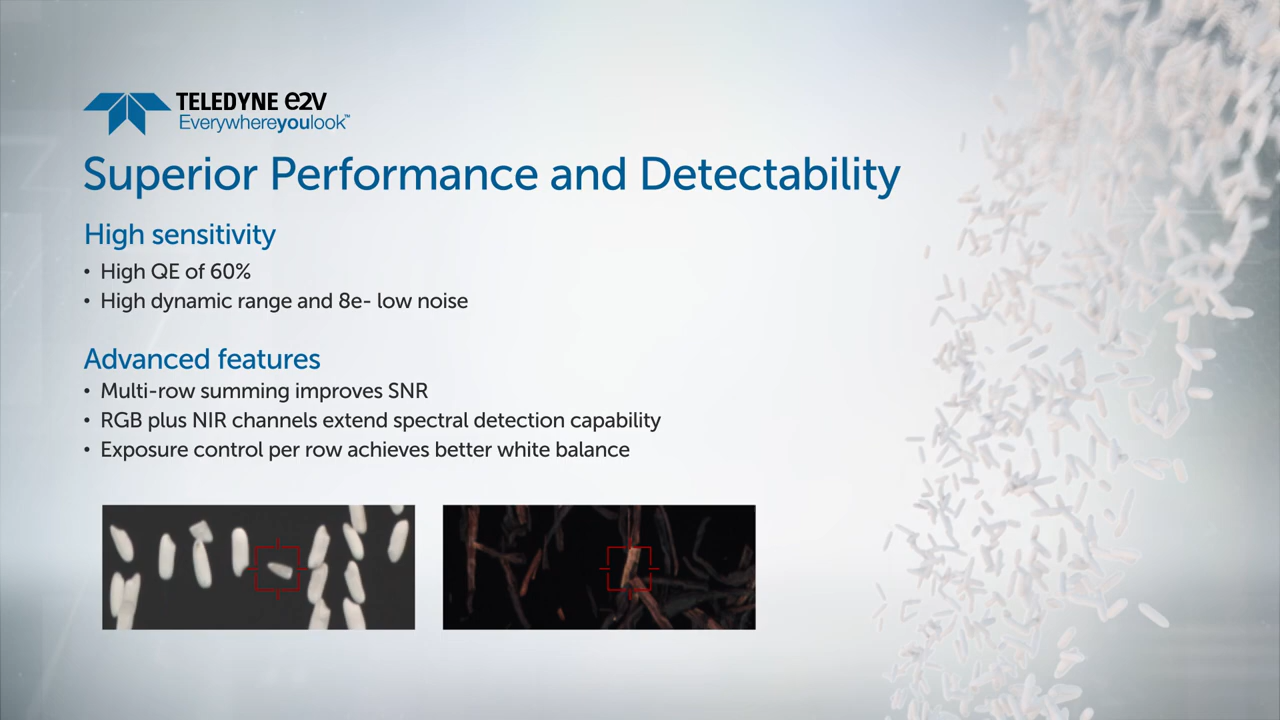 TELEDYNE e2v
Everywhereyoulook™
Superior Performance and Detectability
High sensitivity
• High QE of 60%
• High dynamic range and 8e- low noise
Advanced features
• Multi-row summing improves SNR
• RGB plus NIR channels extend spectral detection capability
• Exposure control per row achieves better white balance